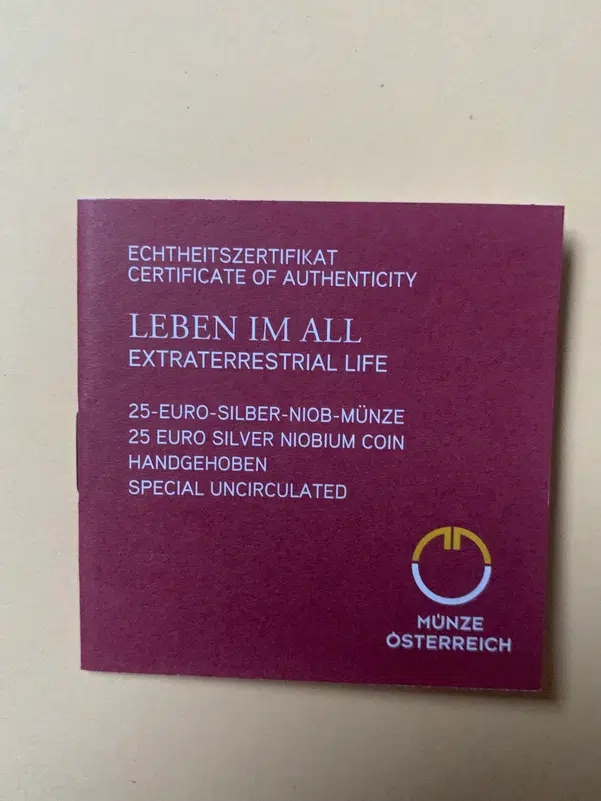 ECHTHEITSZERTIFIKAT
CERTIFICATE OF AUTHENTICITY
LEBEN IM ALL
EXTRATERRESTRIAL LIFE
25-EURO-SILBER-NIOB-MÜNZE
25 EURO SILVER NIOBIUM COIN
HANDGEHOBEN
SPECIAL UNCIRCULATED
MÜNZE
ÖSTERREICH